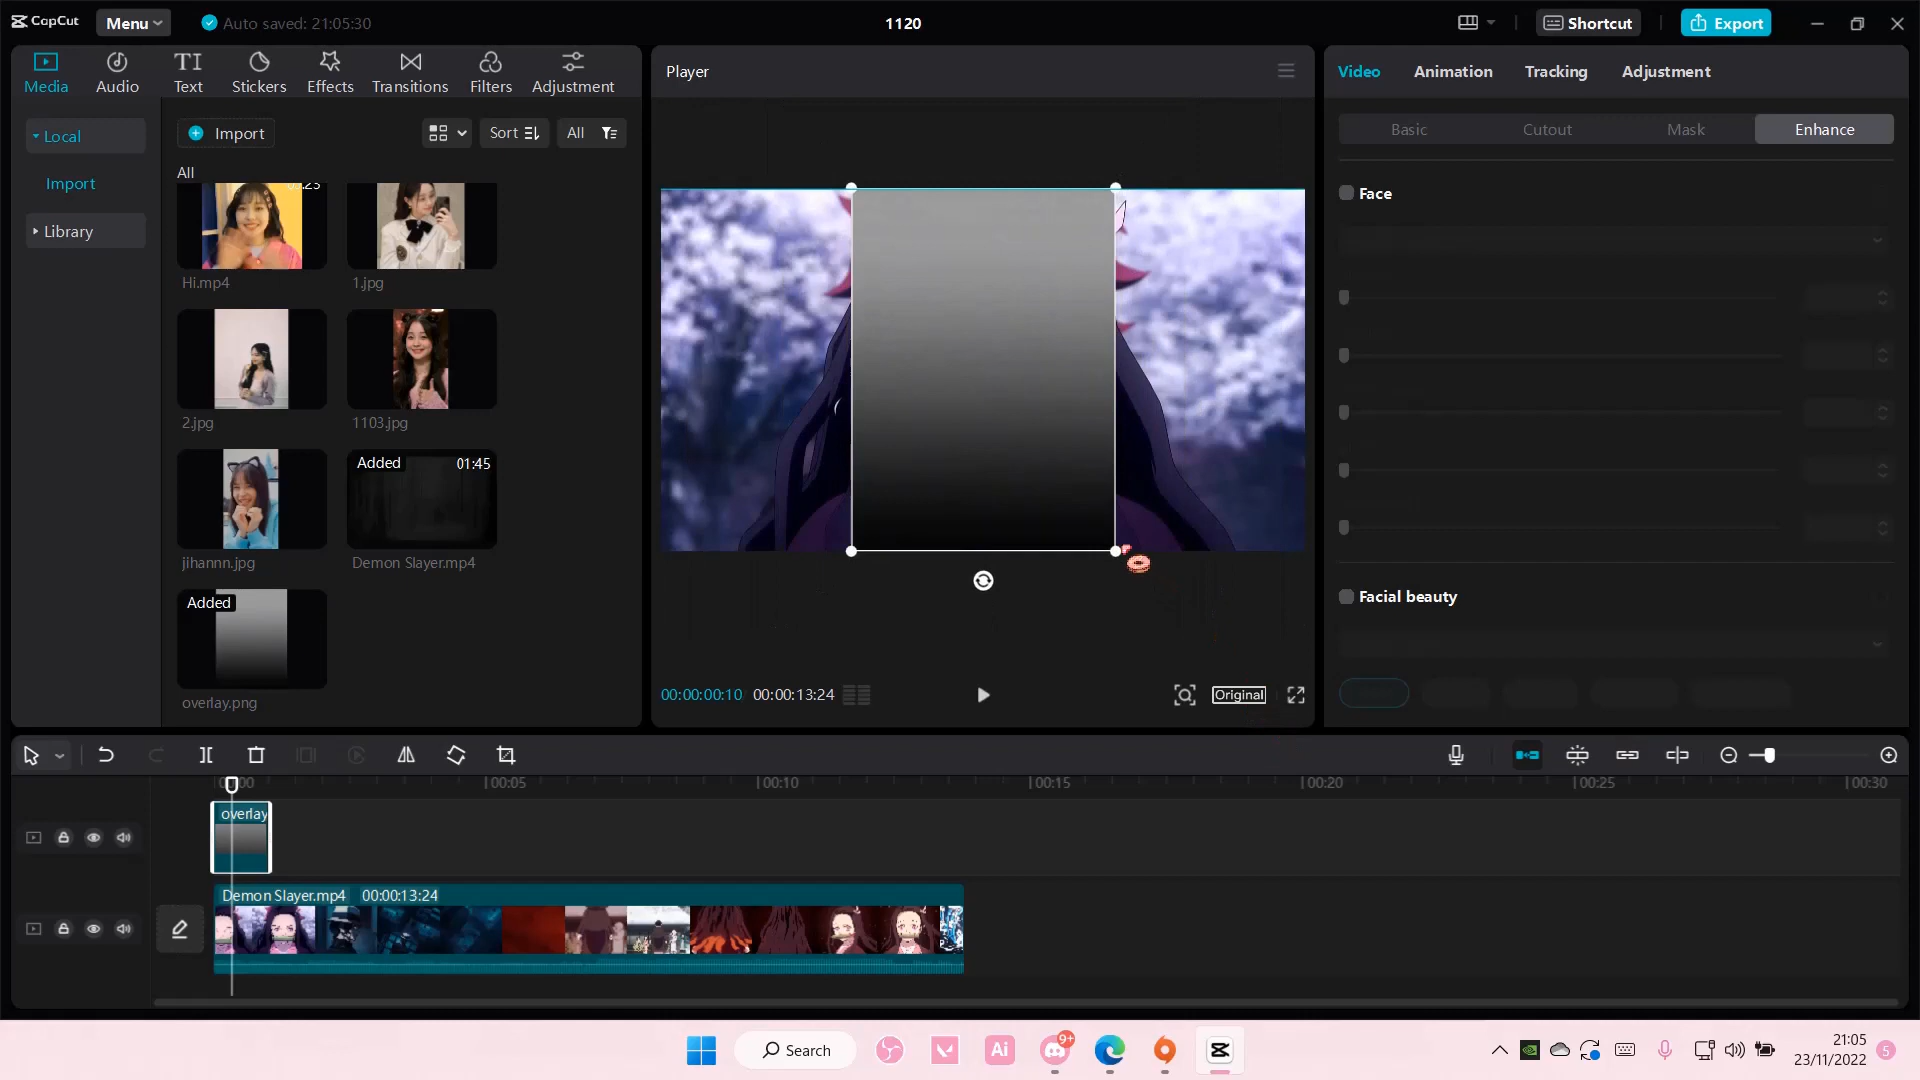 CapCut
Menu
Auto saved: 21:05:30
1120
Shortcut
Export
Media
Audio
TI
Text
Stickers
Effects
Transitions
Filters
Adjustment
Player
Video
Animation
Tracking
Adjustment
Local
Import
Library
Import
Sort
All
All
Hi.mp4
1.jpg
2.jpg
1103.jpg
Added
01:45
jihannn.jpg
Demon Slayer.mp4
Added
overlay.png
Basic
Cutout
Mask
Enhance
Face
Facial beauty
00:00:00:10
00:00:13:24
Original
00:05
00:10
00:15
00:20
00:25
00:30
overlay
Demon Slayer.mp4 00:00:13:24
Search
Ai
9+
21:05
23/11/2022
5